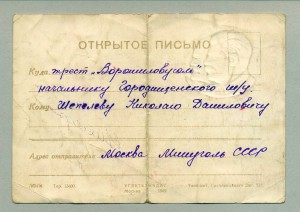 ОТКРЫТОЕ ПИСЬМО
Куда трест „Ворошиловуголь"
начальнику Городищенского ш/у
Кому Шепелеву Николаю Даниловичу
Адрес отправителя Москва Минуголь СССР